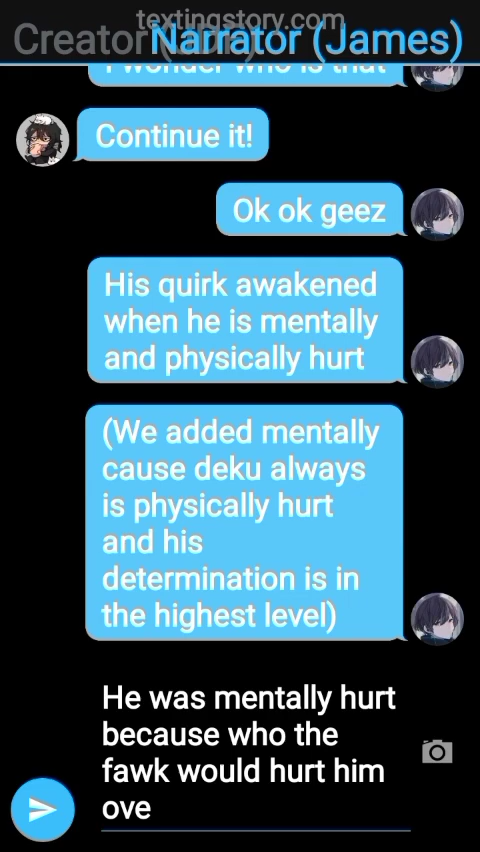 textingstory.com
Creator Narrator (James)
I wonder who is that
Continue it!
Ok ok geez
His quirk awakened
when he is mentally
and physically hurt
(We added mentally
cause deku always
is physically hurt
and his
determination is in
the highest level)
He was mentally hurt
because who the
fawk would hurt him
ove